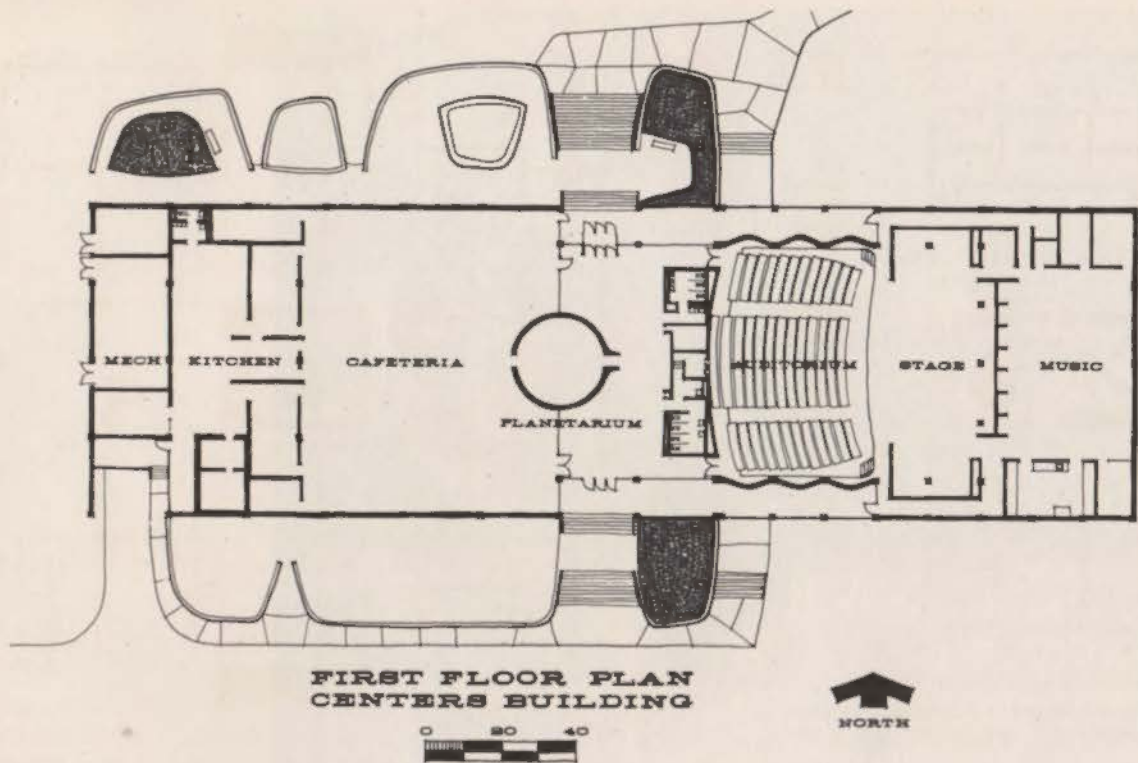 MECH
KITCHEN
CAFETERIA
PLANETARIUM
AUDITORIUM
STAGE
MUSIC
FIRST FLOOR PLAN
CENTERS BUILDING
0 20 40
NORTH